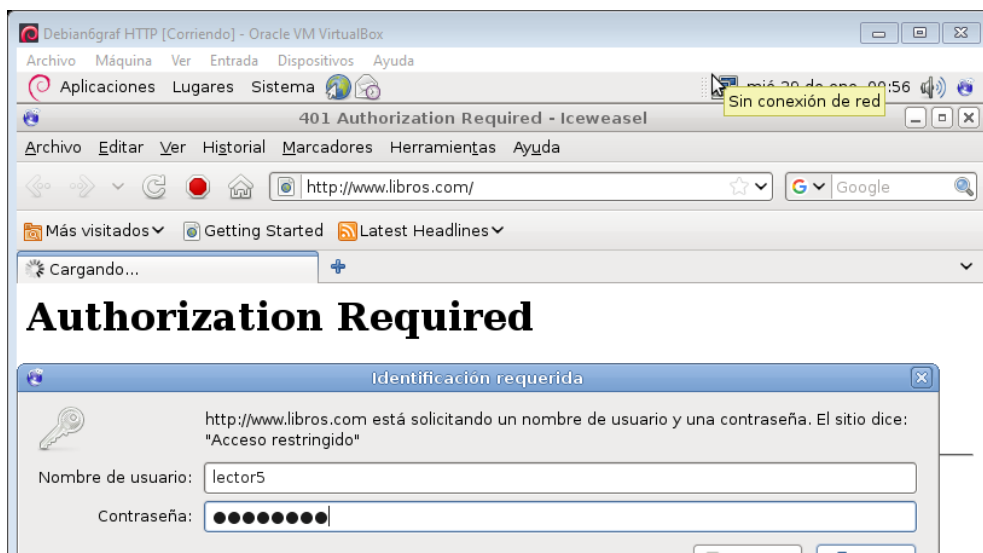 Debian6graf HTTP [Corriendo] - Oracle VM VirtualBox
Archivo Máquina Ver Entrada Dispositivos Ayuda
Aplicaciones Lugares Sistema
Sin conexión de red
401 Authorization Required - Iceweasel
Archivo Editar Ver Historial Marcadores Herramientas Ayuda
http://www.libros.com/ Google
Más visitados Getting Started Latest Headlines
Cargando...
Authorization Required
Identificación requerida
http://www.libros.com está solicitando un nombre de usuario y una contraseña. El sitio dice:
"Acceso restringido"
Nombre de usuario: lector5
Contraseña: ●●●●●●●●